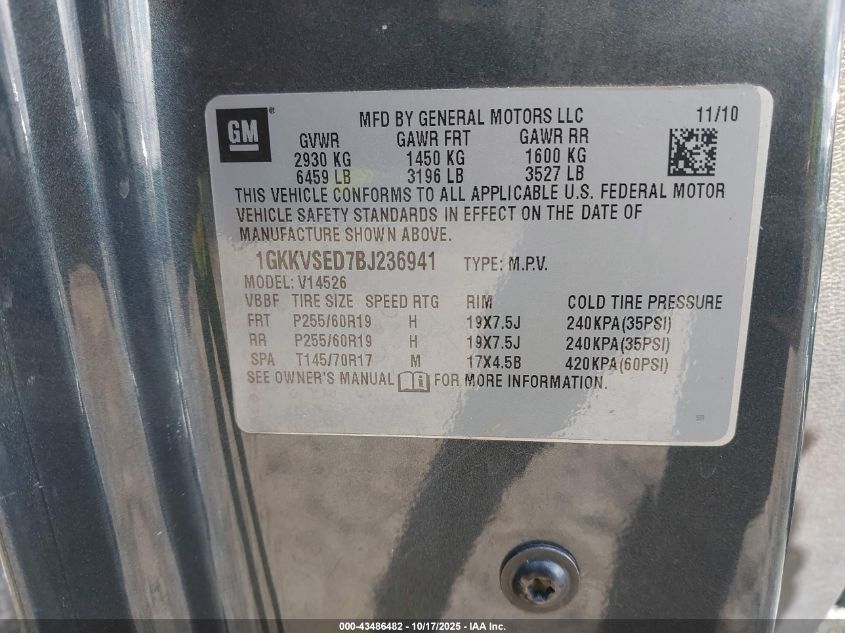 GM
MFD BY GENERAL MOTORS LLC 11/10
GVWR GAWR FRT GAWR RR
2930 KG 1450 KG 1600 KG
6459 LB 3196 LB 3527 LB
THIS VEHICLE CONFORMS TO ALL APPLICABLE U.S. FEDERAL MOTOR
VEHICLE SAFETY STANDARDS IN EFFECT ON THE DATE OF
MANUFACTURE SHOWN ABOVE.
1GKKVSED7BJ236941 TYPE: M.P.V.
MODEL: V14526
VBBF TIRE SIZE SPEED RTG RIM COLD TIRE PRESSURE
FRT P255/60R19 H 19X7.5J 240KPA(35PSI)
RR P255/60R19 H 19X7.5J 240KPA(35PSI)
SPA T145/70R17 M 17X4.5B 420KPA(60PSI)
SEE OWNER'S MANUAL FOR MORE INFORMATION.
000-43486482 - 10/17/2025 - IAA Inc.